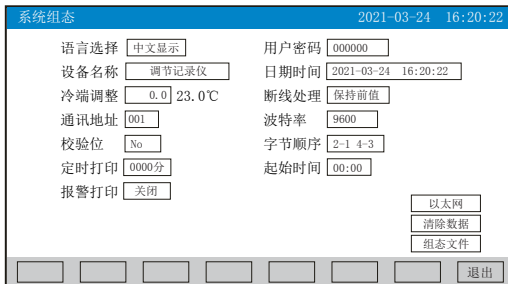 系统组态 2021-03-24 16:20:22
语言选择 中文显示 用户密码 000000
设备名称 调节记录仪 日期时间 2021-03-24 16:20:22
冷端调整 0.0 23.0℃ 断线处理 保持前值
通讯地址 001 波特率 9600
校验位 No 字节顺序 2-1 4-3
定时打印 0000分 起始时间 00:00
报警打印 关闭
以太网
清除数据
组态文件
退出